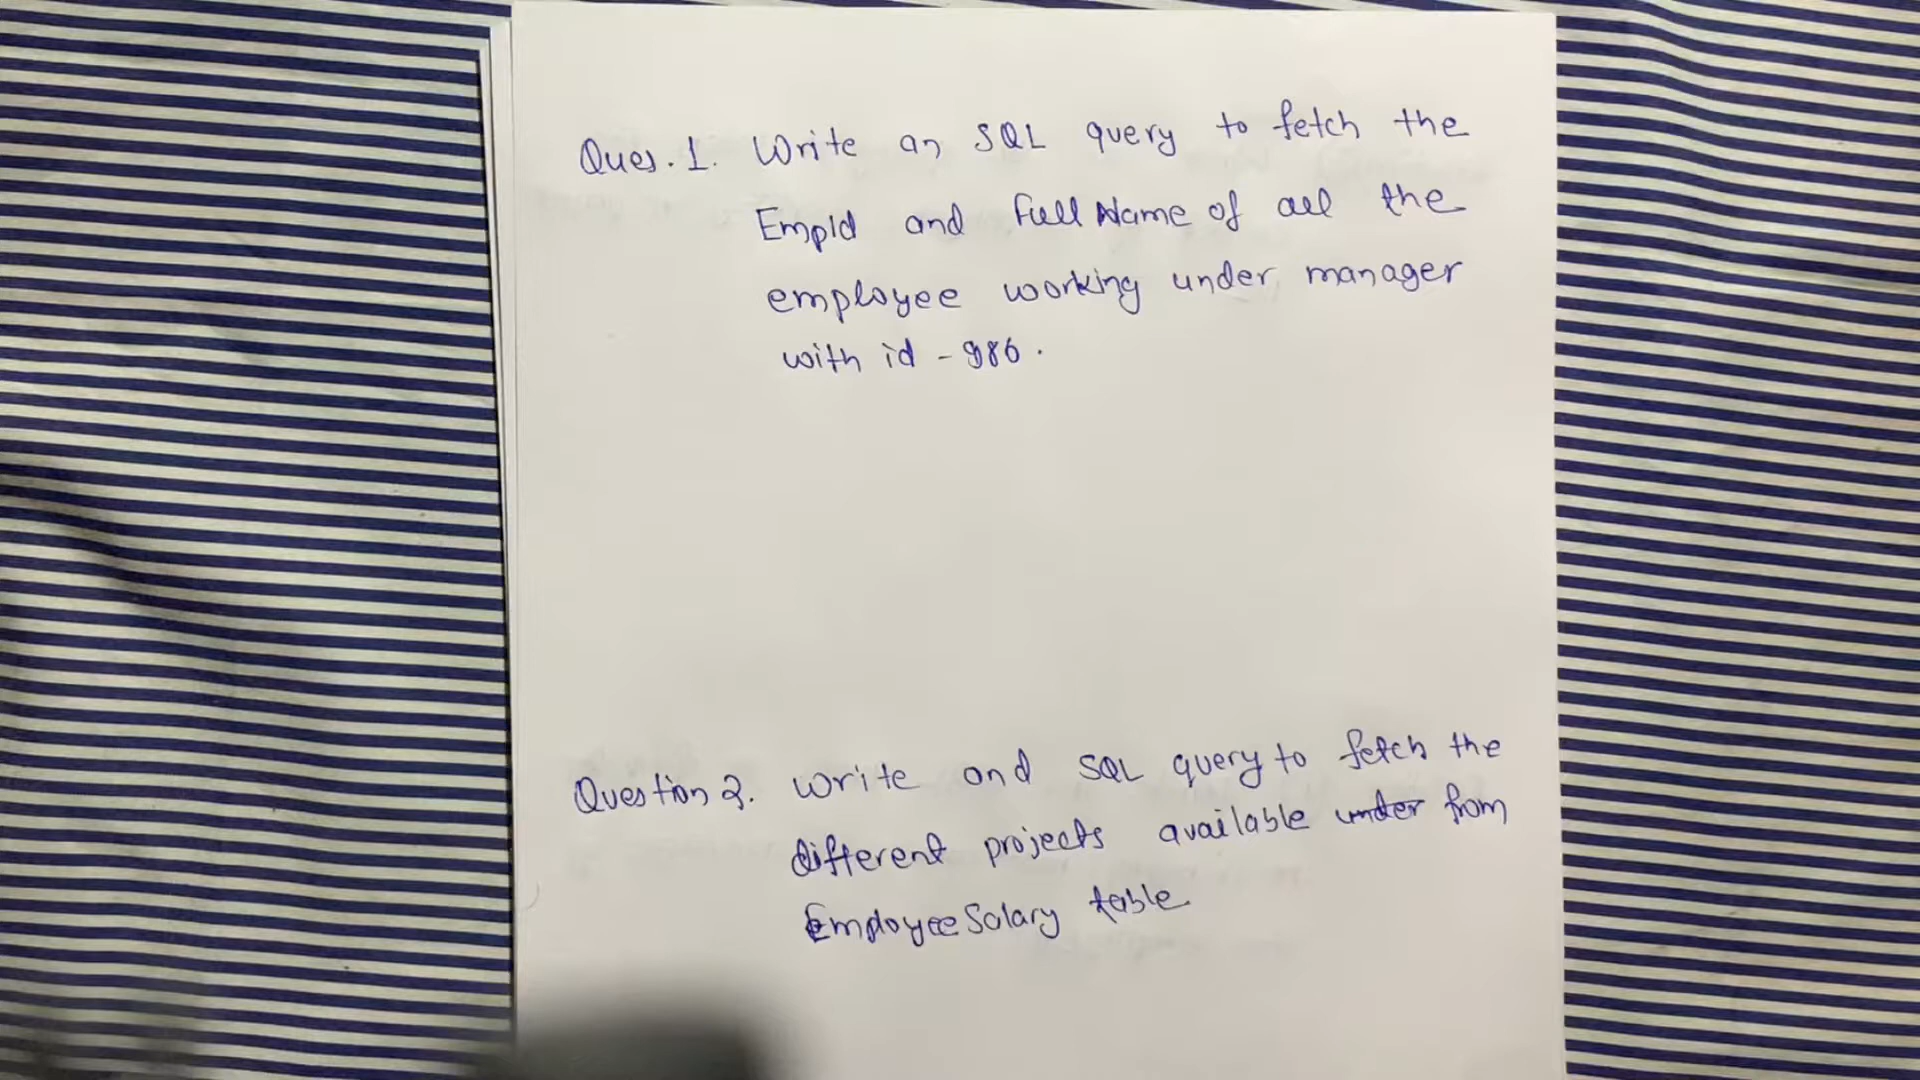 Ques.1. Write an SQL query to fetch the
EmpId and Full Name of all the
employee working under manager
with id - 986.
Question 2. Write and SQL query to fetch the
different projects available under from
EmployeeSalary table